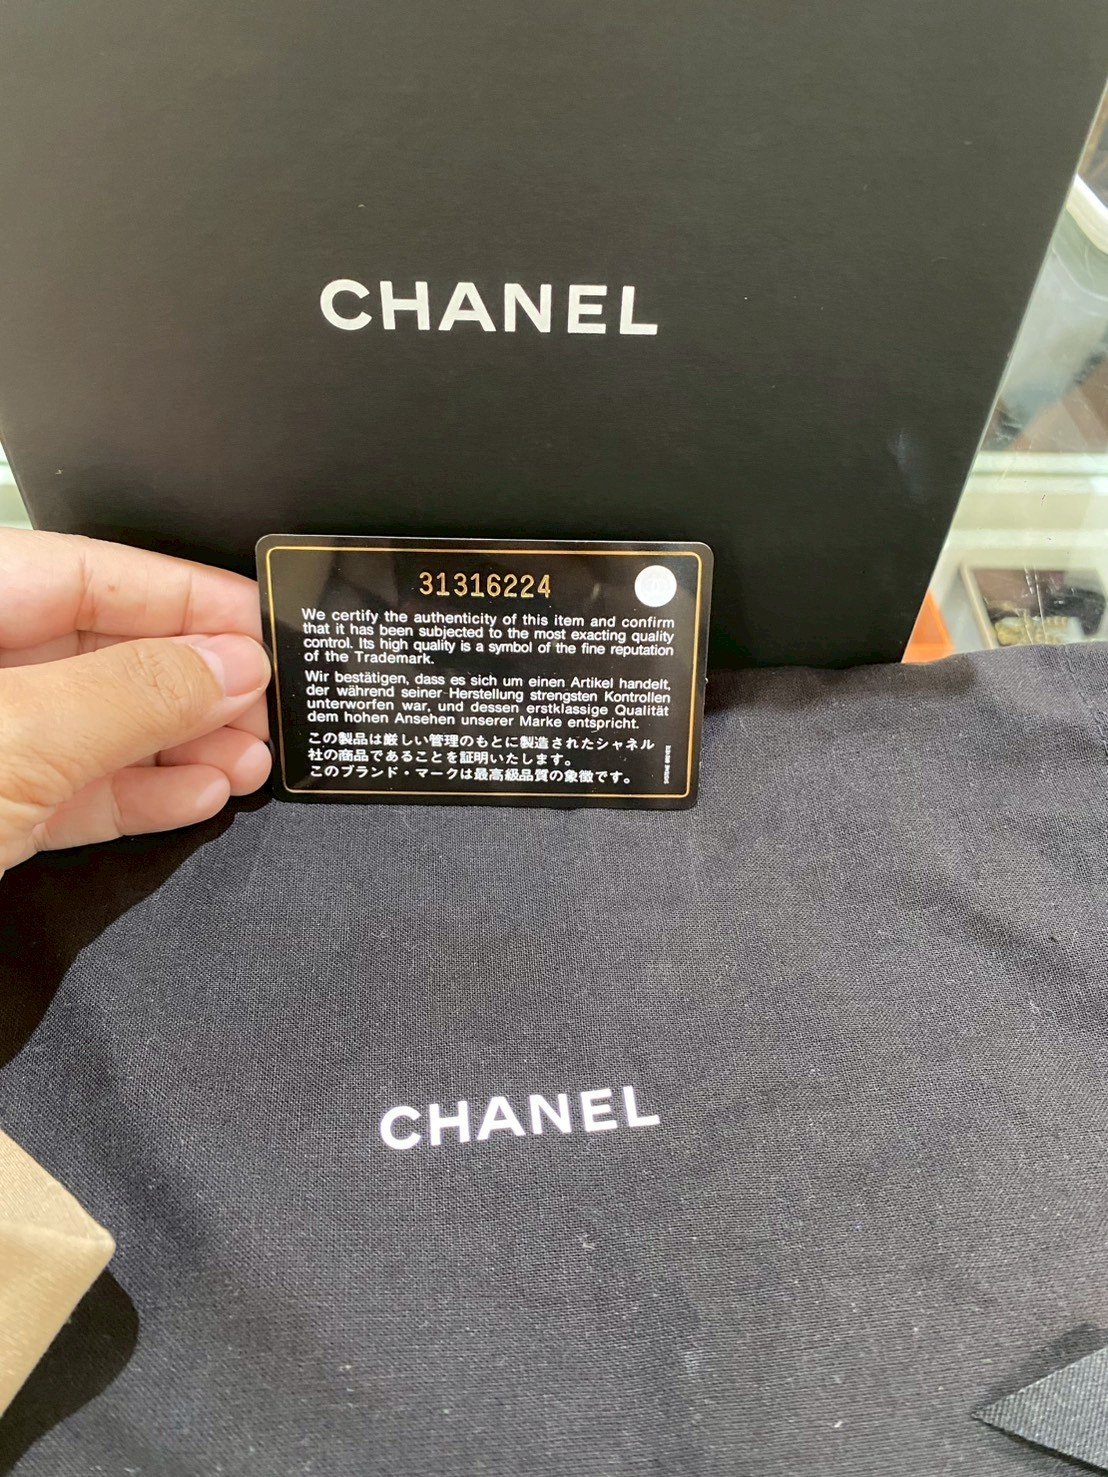 CHANEL
31316224
We certify the authenticity of this item and confirm
that it has been subjected to the most exacting quality
control. Its high quality is a symbol of the fine reputation
of the Trademark.
Wir bestätigen, dass es sich um einen Artikel handelt,
der während seiner Herstellung strengsten Kontrollen
unterworfen war, und dessen erstklassige Qualität
dem hohen Ansehen unserer Marke entspricht.
この製品は厳しい管理のもとに製造されたシャネル
社の商品であることを証明いたします。
このブランド・マークは最高級品質の象徴です。
CHANEL